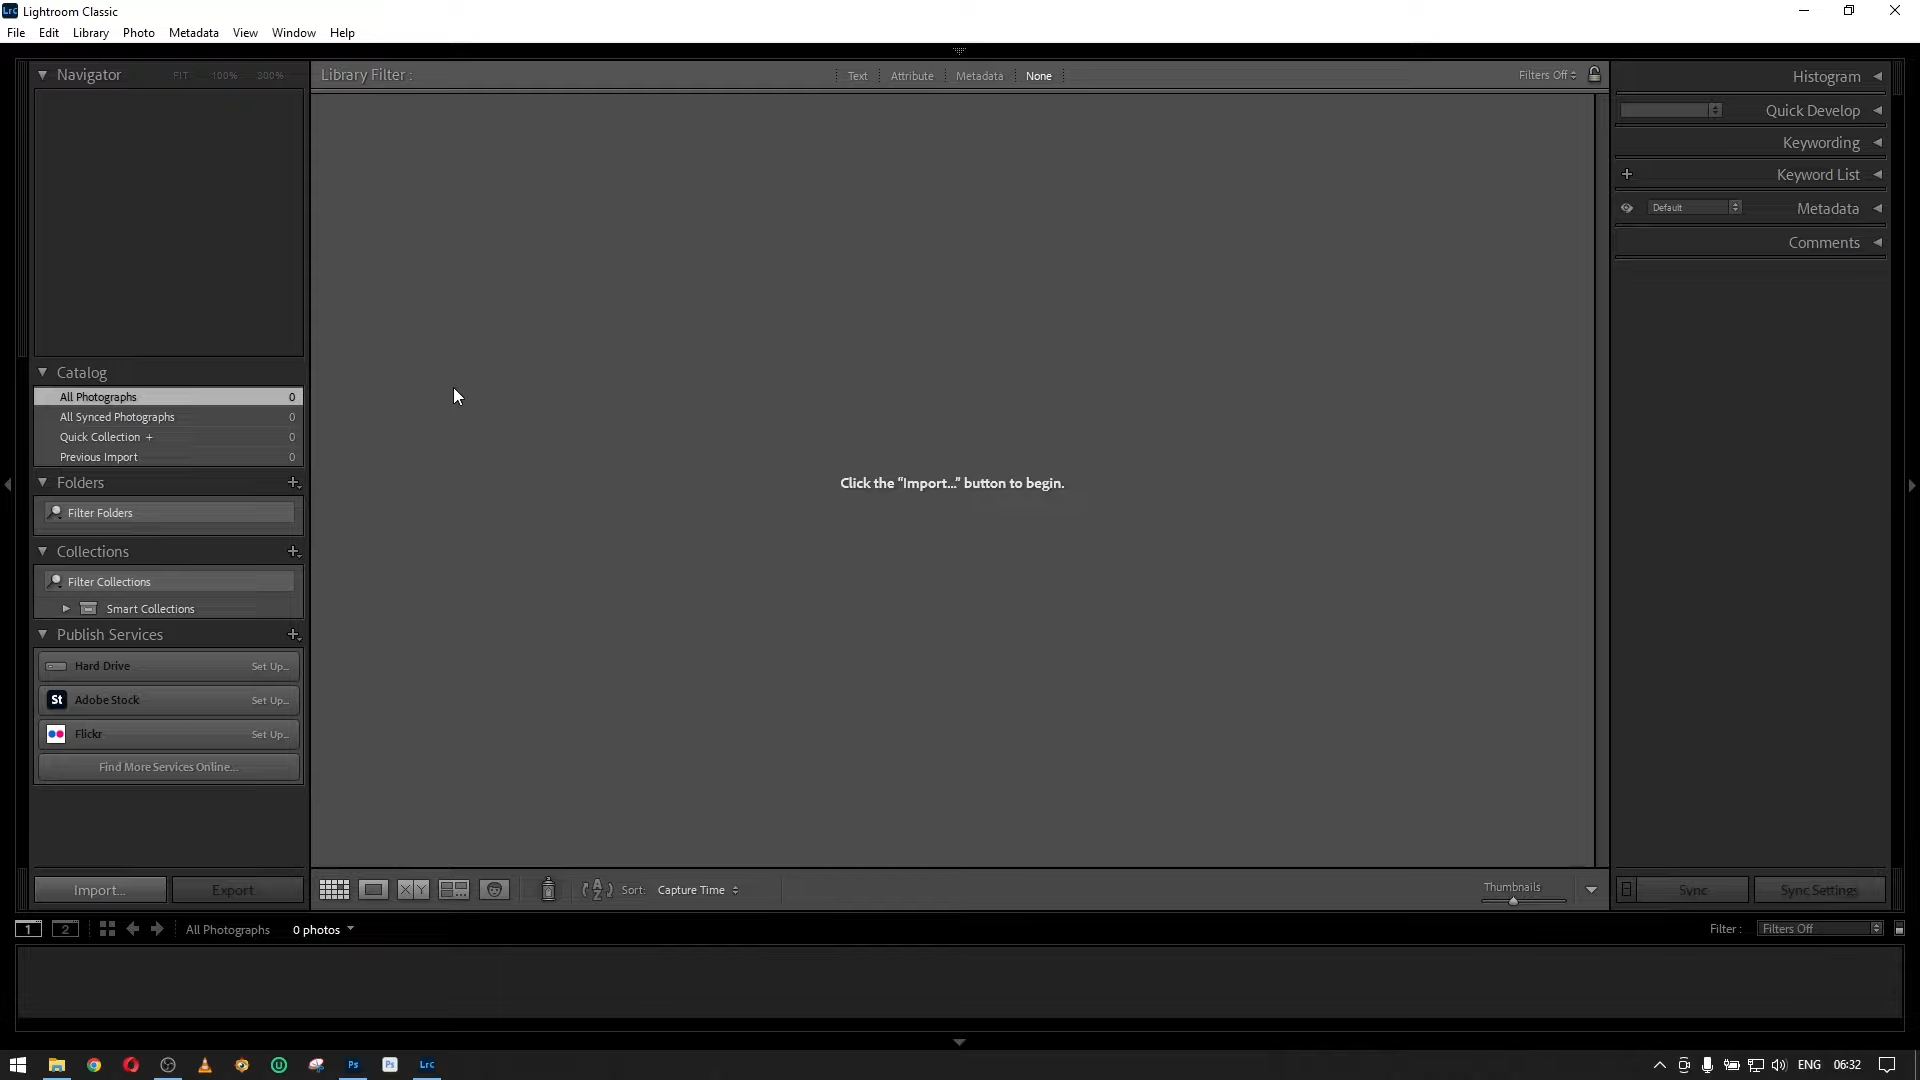 Lrc Lightroom Classic
File Edit Library Photo Metadata View Window Help
Navigator FIT 100% 300%
Library Filter : Text Attribute Metadata None Filters Off
Histogram
Quick Develop
Keywording
+ Keyword List
Default Metadata
Comments
Catalog
All Photographs 0
All Synced Photographs 0
Quick Collection + 0
Previous Import 0
Folders +
Filter Folders
Collections +
Filter Collections
Smart Collections
Publish Services +
Hard Drive Set Up...
St Adobe Stock Set Up...
Flickr Set Up...
Find More Services Online...
Click the “Import...” button to begin.
Import... Export
X Y A Z Sort: Capture Time Thumbnails
Sync Sync Settings
1 2 All Photographs 0 photos Filter : Filters Off
Ps Ps Lrc ENG 06:32